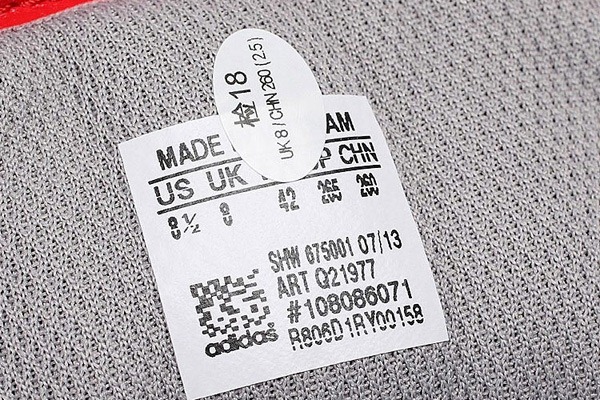 检18
UK 8 / CHN 260 (2.5)
MADE AM
US UK P CHN
8½ 8 42 265 260
SHW 675001 07/13
ART Q21977
#108086071
R806D1RY00158
adidas